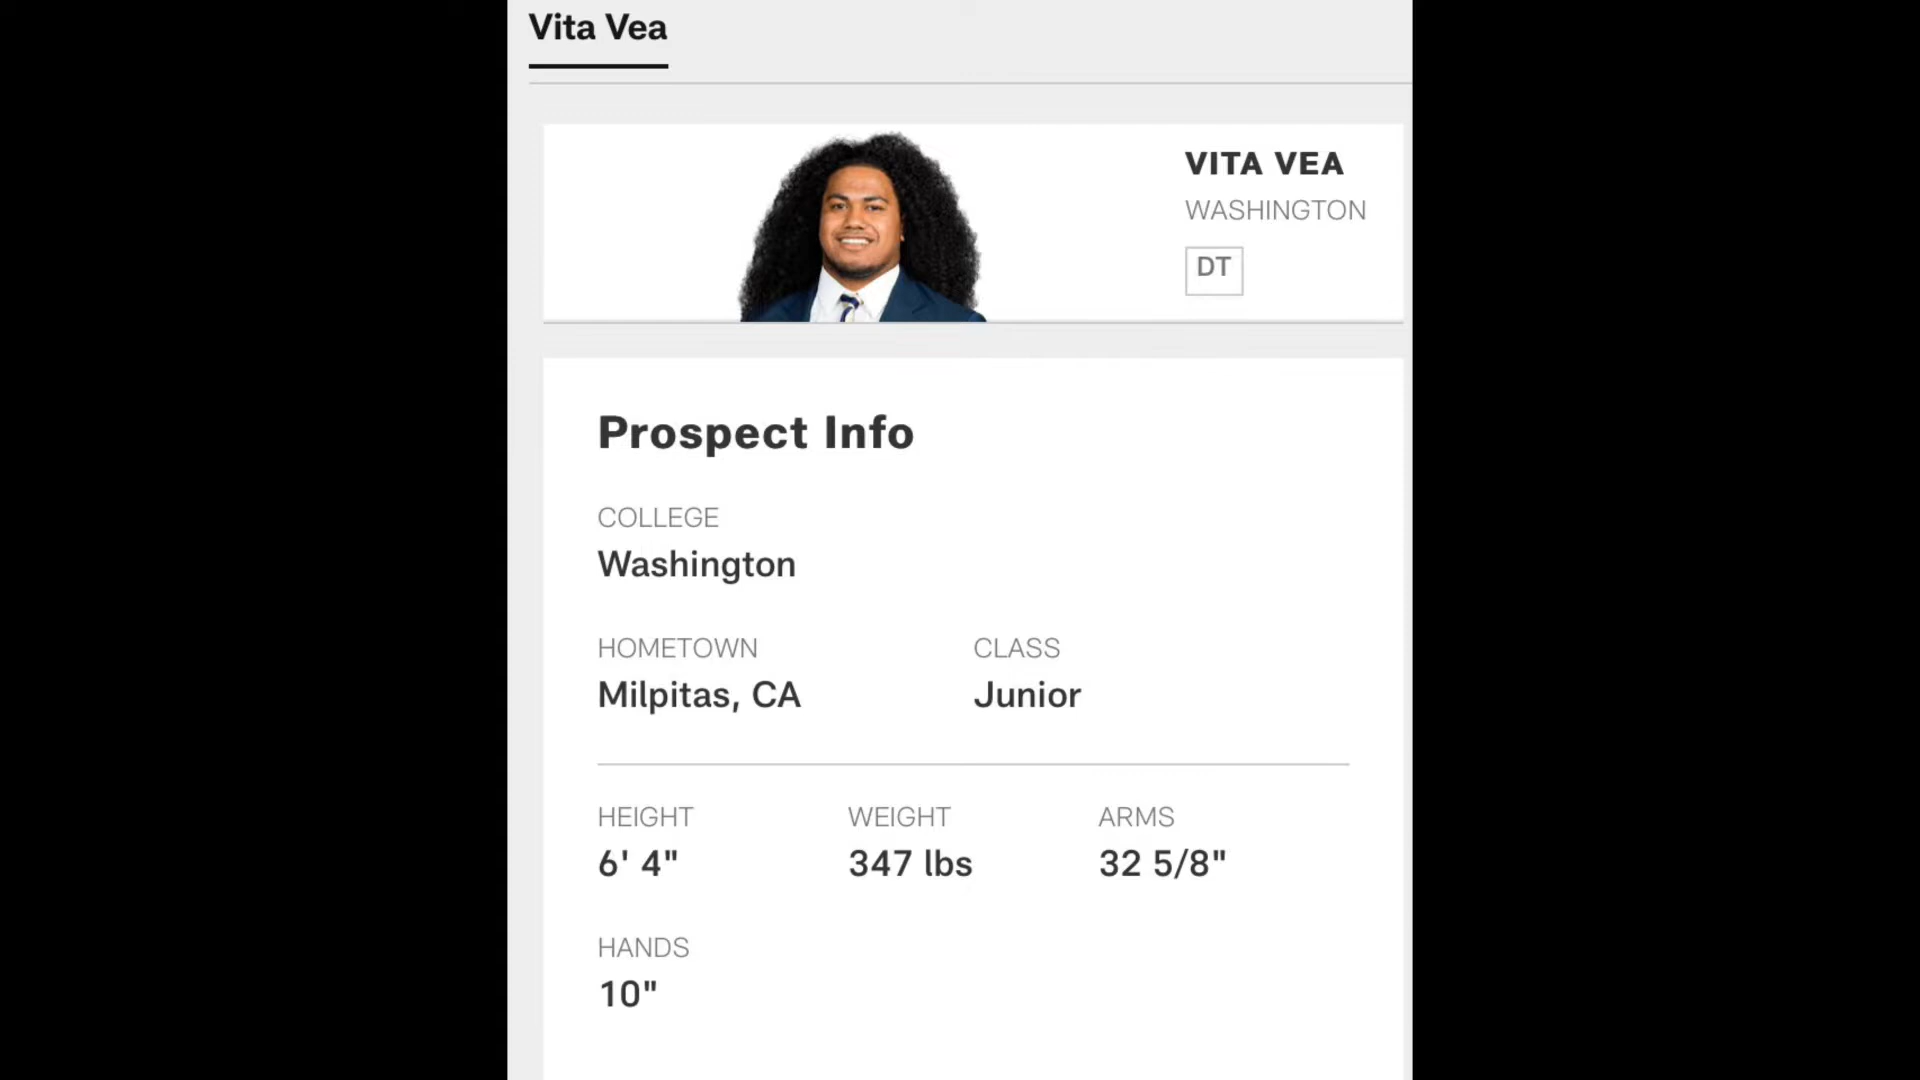 Vita Vea
VITA VEA
WASHINGTON
DT
Prospect Info
COLLEGE
Washington
HOMETOWN
Milpitas, CA
CLASS
Junior
HEIGHT
6' 4"
WEIGHT
347 lbs
ARMS
32 5/8"
HANDS
10"